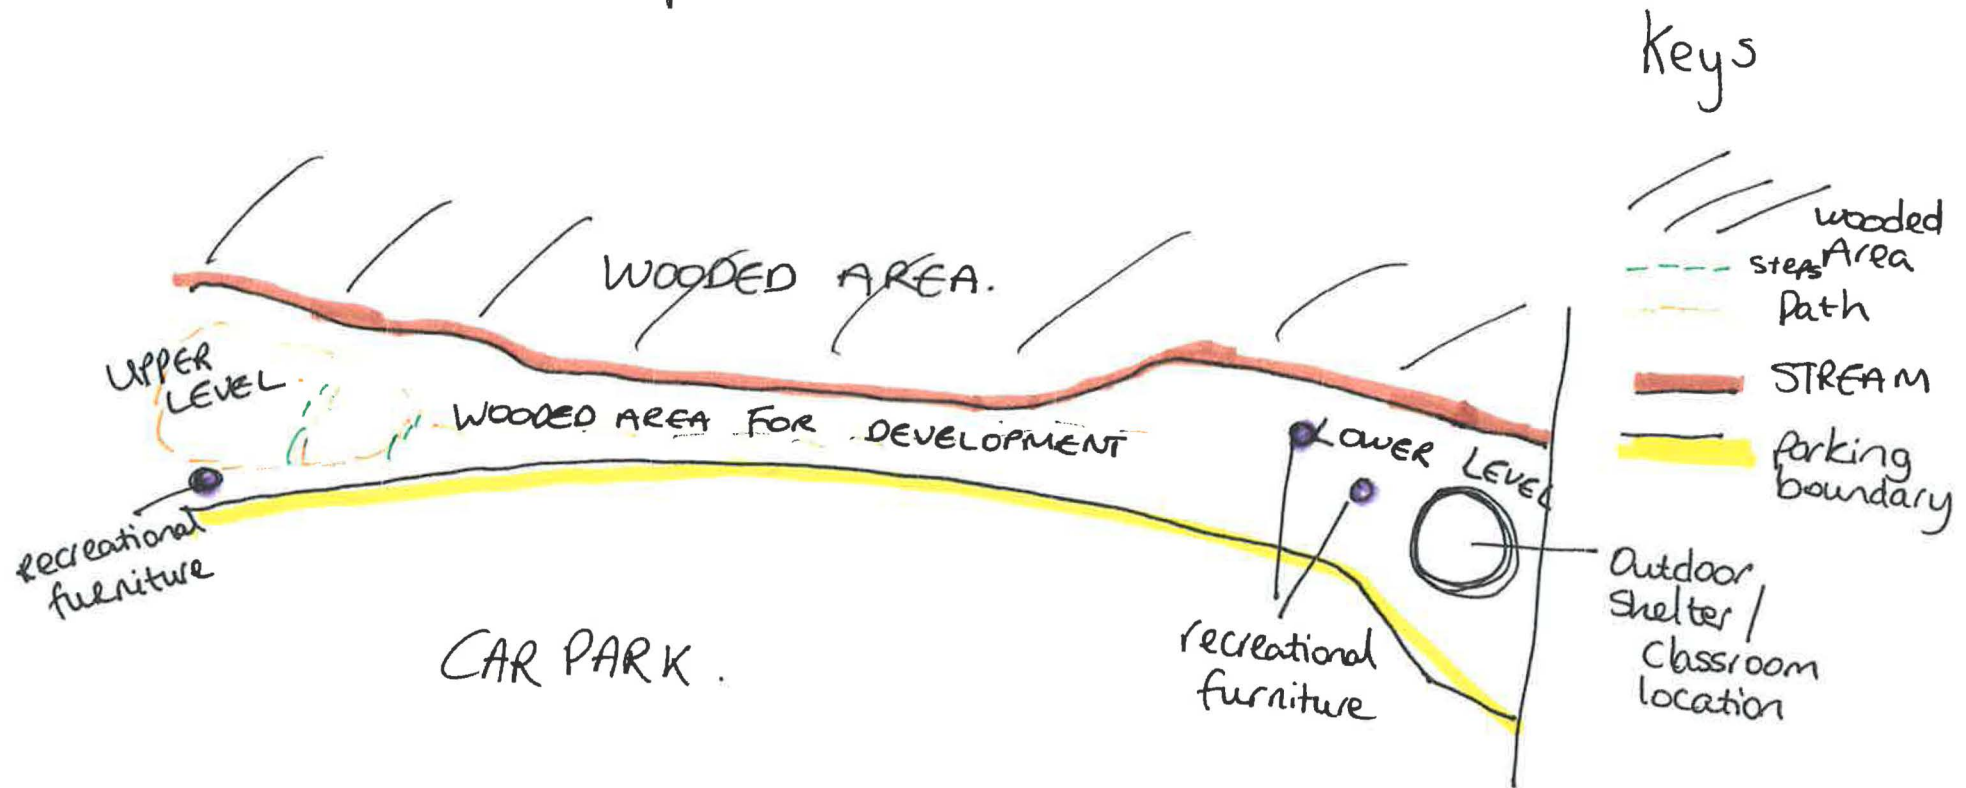 Keys
wooded
Area
steps
Path
STREAM
parking
boundary
WOODED AREA.
UPPER
LEVEL
WOODED AREA FOR DEVELOPMENT
LOWER LEVEL
recreational
furniture
CAR PARK.
recreational
furniture
Outdoor
Shelter /
Classroom
location